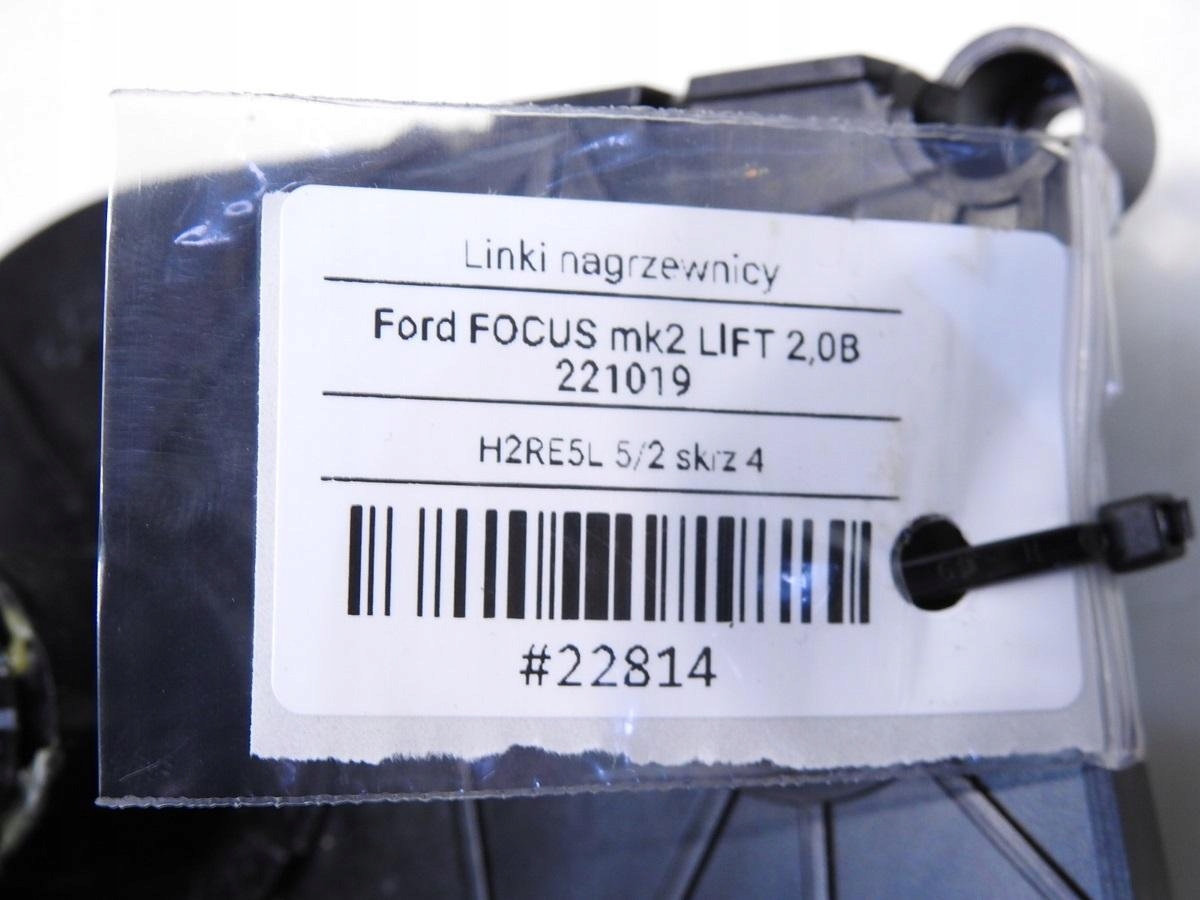 Linki nagrzewnicy
Ford FOCUS mk2 LIFT 2,0B
221019
H2RE5L 5/2 skrz 4
#22814